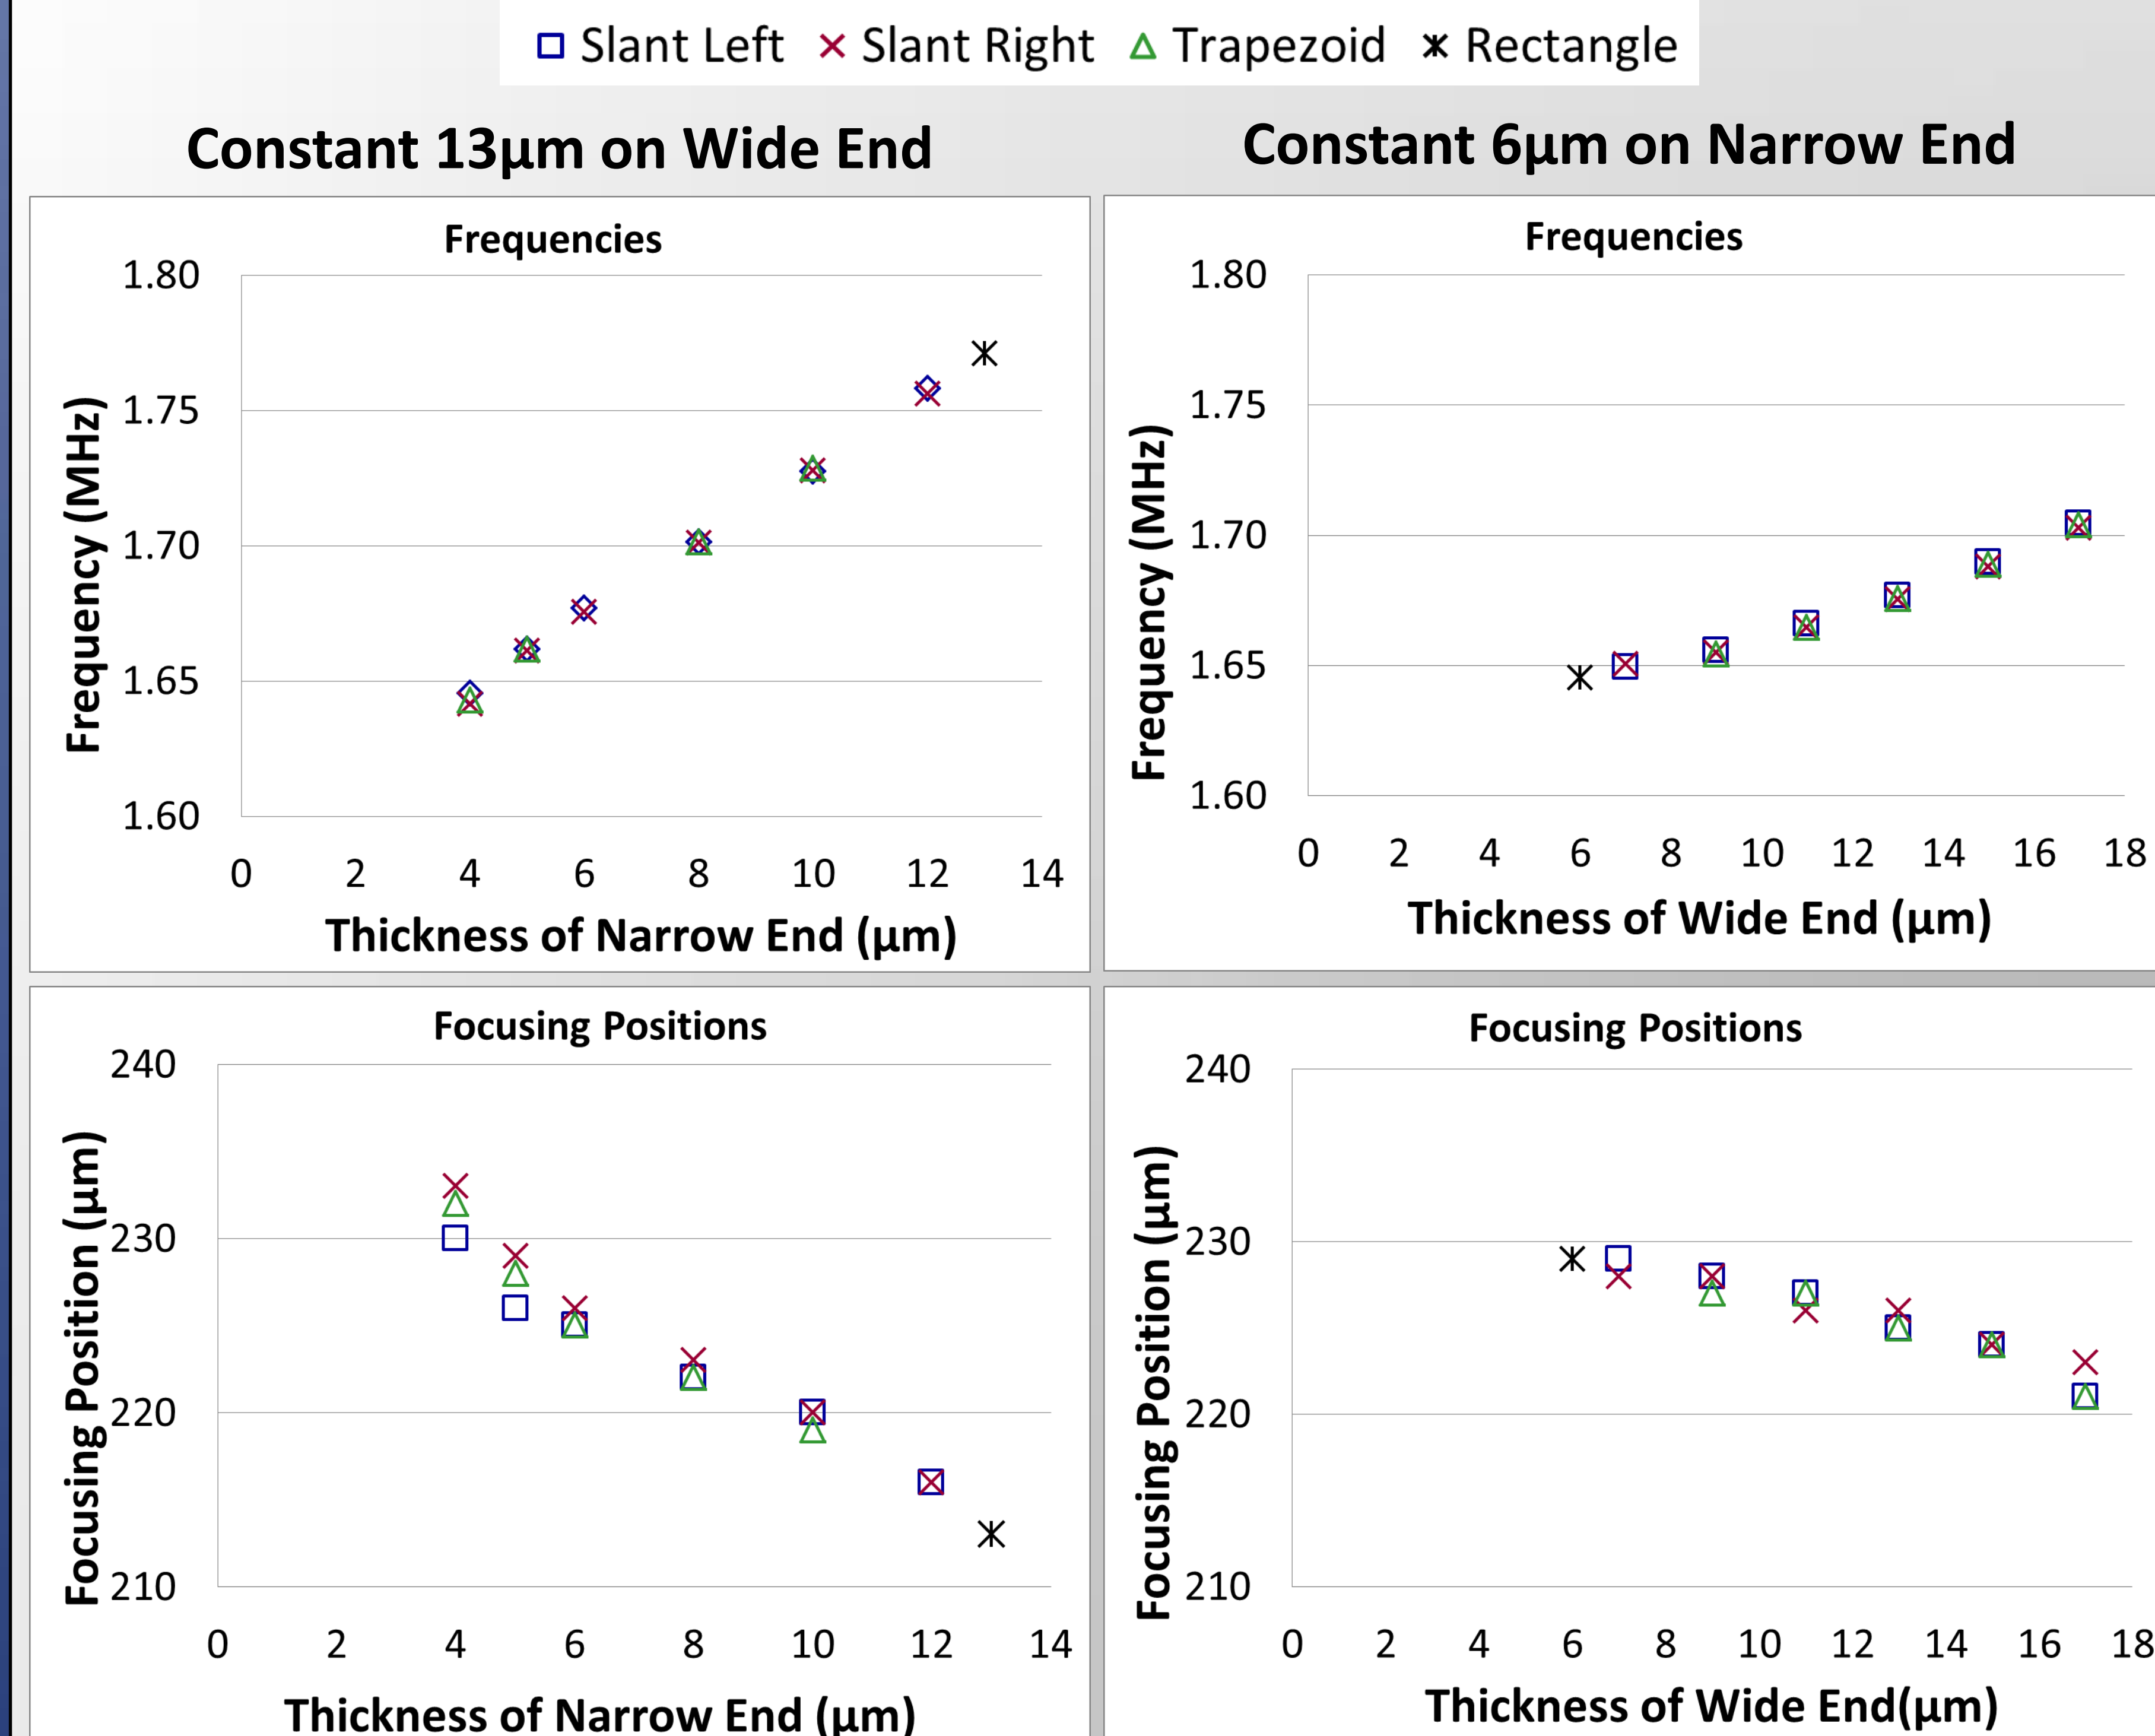 Slant Left Slant Right Trapezoid Rectangle
Constant 13µm on Wide End
Constant 6µm on Narrow End
Frequencies
1.80
1.75
1.70
1.65
1.60
Frequency (MHz)
0 2 4 6 8 10 12 14
Thickness of Narrow End (µm)
Frequencies
1.80
1.75
1.70
1.65
1.60
Frequency (MHz)
0 2 4 6 8 10 12 14 16 18
Thickness of Wide End (µm)
Focusing Positions
240
230
220
210
Focusing Position (µm)
0 2 4 6 8 10 12 14
Thickness of Narrow End (µm)
Focusing Positions
240
230
220
210
Focusing Position (µm)
0 2 4 6 8 10 12 14 16 18
Thickness of Wide End(µm)